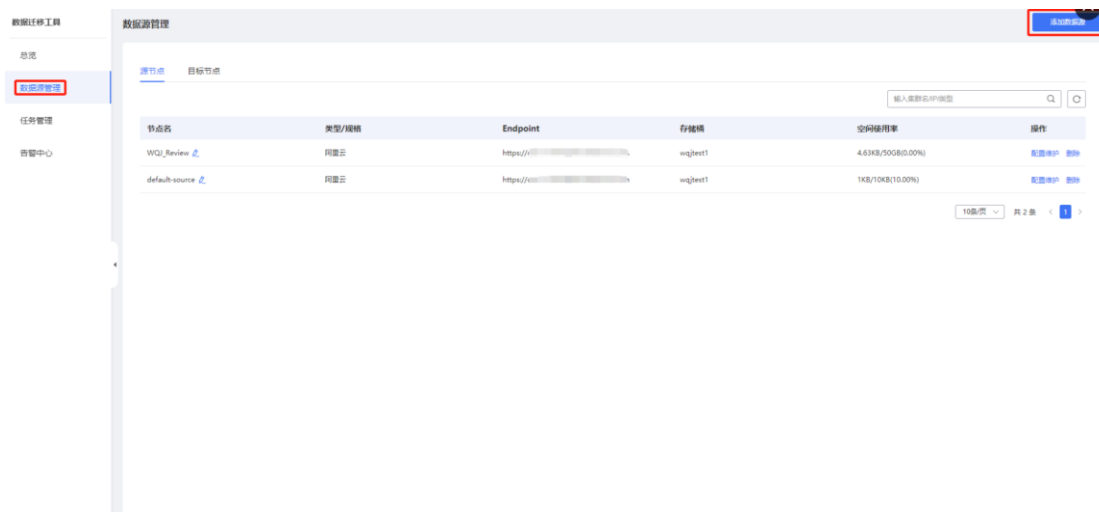 数据迁移工具
总览
数据源管理
任务管理
告警中心
数据源管理
添加数据源
源节点 目标节点
输入集群名/IP/类型
节点名 类型/规格 Endpoint 存储桶 空间使用率 操作
WQJ_Review 阿里云 https:// wqjtest1 4.63KB/50GB(0.00%) 配置维护 删除
default-source 阿里云 https:// wqjtest1 1KB/10KB(10.00%) 配置维护 删除
10条/页 共 2 条 < 1 >